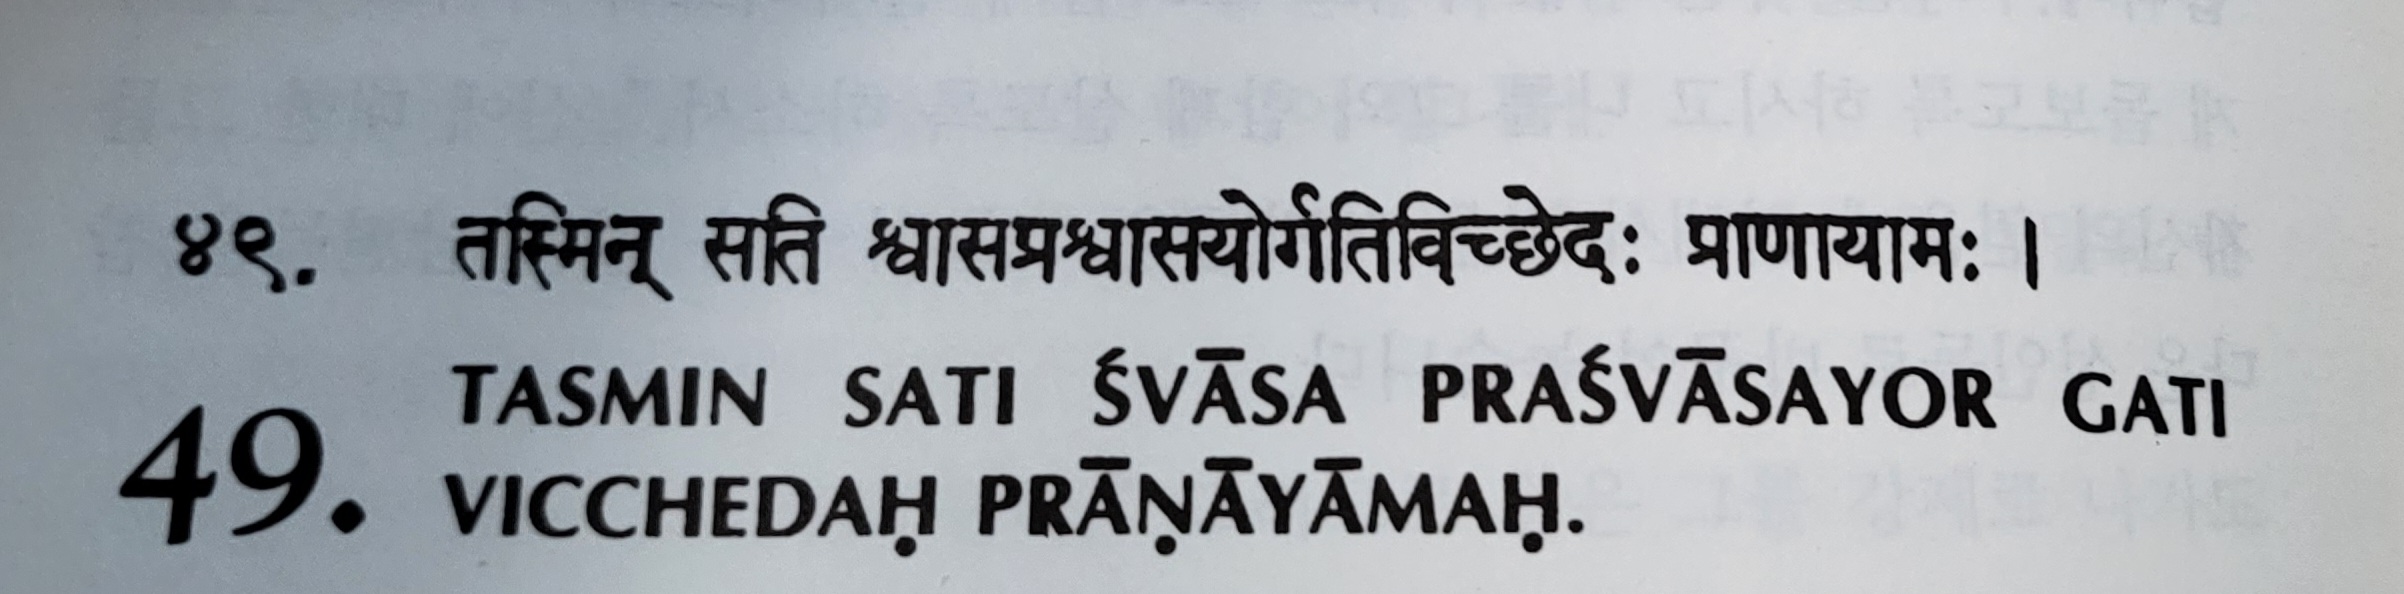 ४९. तस्मिन् सति श्वासप्रश्वासयोर्गतिविच्छेदः प्राणायामः ।
TASMIN SATI ŚVĀSA PRAŚVĀSAYOR GATI
49. VICCHEDAḤ PRĀṆĀYĀMAḤ.